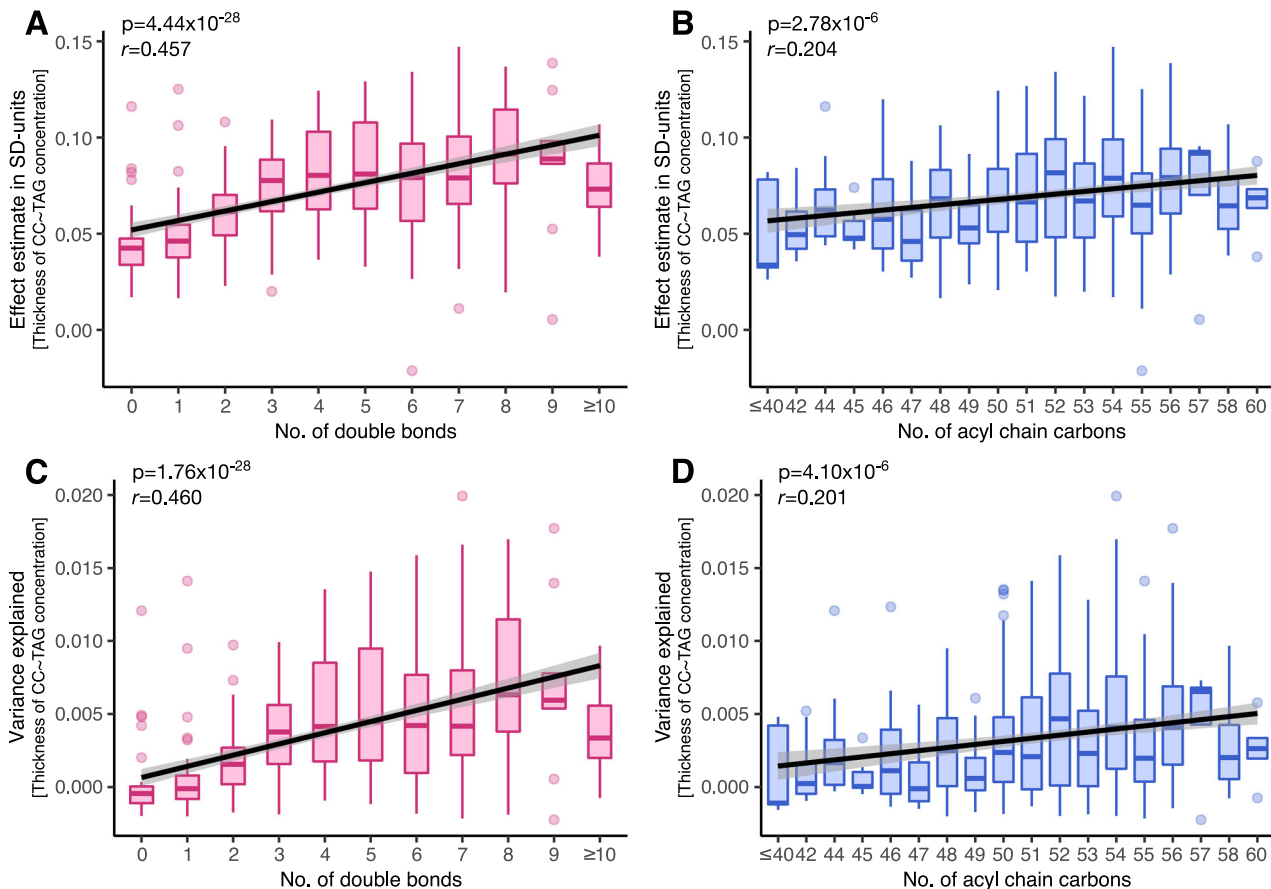 A
p=4.44x10⁻²⁸
r=0.457
Effect estimate in SD-units
[Thickness of CC~TAG concentration]
0.15
0.10
0.05
0.00
0 1 2 3 4 5 6 7 8 9 ≥10
No. of double bonds
B
p=2.78x10⁻⁶
r=0.204
Effect estimate in SD-units
[Thickness of CC~TAG concentration]
0.15
0.10
0.05
0.00
≤40 42 44 45 46 47 48 49 50 51 52 53 54 55 56 57 58 60
No. of acyl chain carbons
C
p=1.76x10⁻²⁸
r=0.460
Variance explained
[Thickness of CC~TAG concentration]
0.020
0.015
0.010
0.005
0.000
0 1 2 3 4 5 6 7 8 9 ≥10
No. of double bonds
D
p=4.10x10⁻⁶
r=0.201
Variance explained
[Thickness of CC~TAG concentration]
0.020
0.015
0.010
0.005
0.000
≤40 42 44 45 46 47 48 49 50 51 52 53 54 55 56 57 58 60
No. of acyl chain carbons